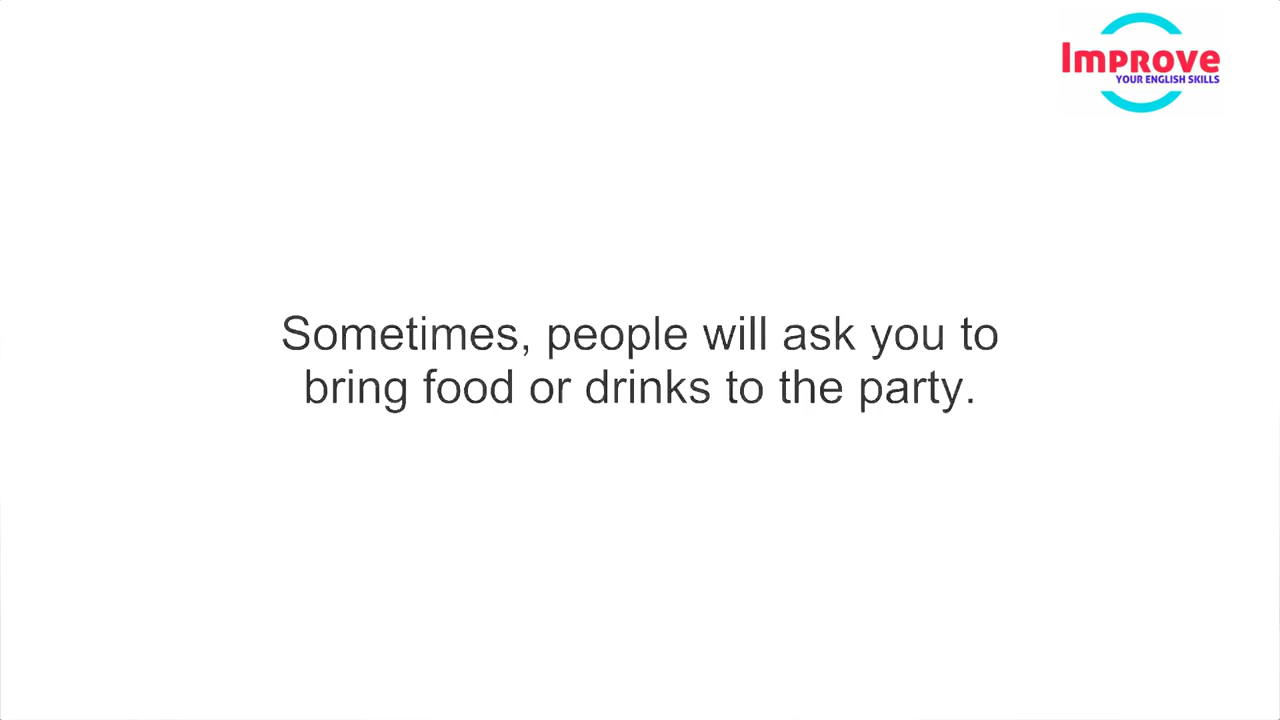 Improve
YOUR ENGLISH SKILLS
Sometimes, people will ask you to
bring food or drinks to the party.